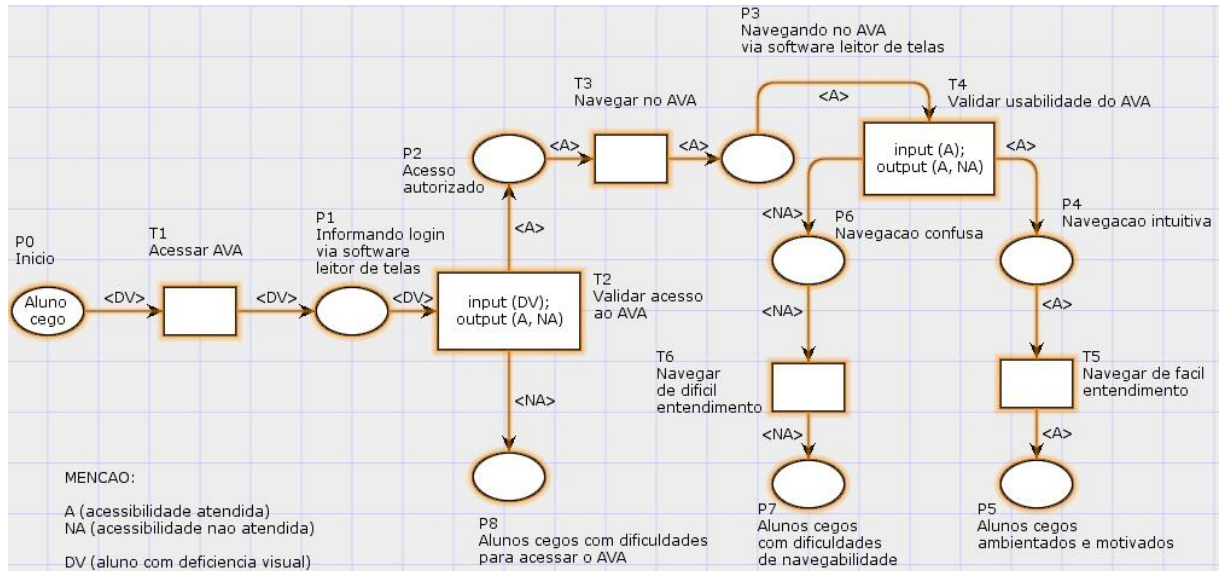 P0
Inicio
Aluno
cego
<DV>
T1
Acessar AVA
<DV>
P1
Informando login
via software
leitor de telas
<DV>
T2
Validar acesso
ao AVA
input (DV);
output (A, NA)
<A>
P2
Acesso
autorizado
<A>
T3
Navegar no AVA
<A>
P3
Navegando no AVA
via software leitor de telas
<A>
T4
Validar usabilidade do AVA
input (A);
output (A, NA)
<A>
P4
Navegacao intuitiva
<A>
T5
Navegar de facil
entendimento
<A>
P5
Alunos cegos
ambientados e motivados
<NA>
P6
Navegacao confusa
<NA>
T6
Navegar
de dificil
entendimento
<NA>
P7
Alunos cegos
com dificuldades
de navegabilidade
<NA>
P8
Alunos cegos com dificuldades
para acessar o AVA
MENCAO:
A (acessibilidade atendida)
NA (acessibilidade nao atendida)
DV (aluno com deficiencia visual)